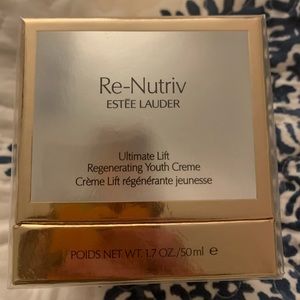 Re-Nutriv
ESTĒE LAUDER
Ultimate Lift
Regenerating Youth Creme
Crème Lift régénérante jeunesse
POIDS NET WT. 1.7 OZ./50 ml ℮